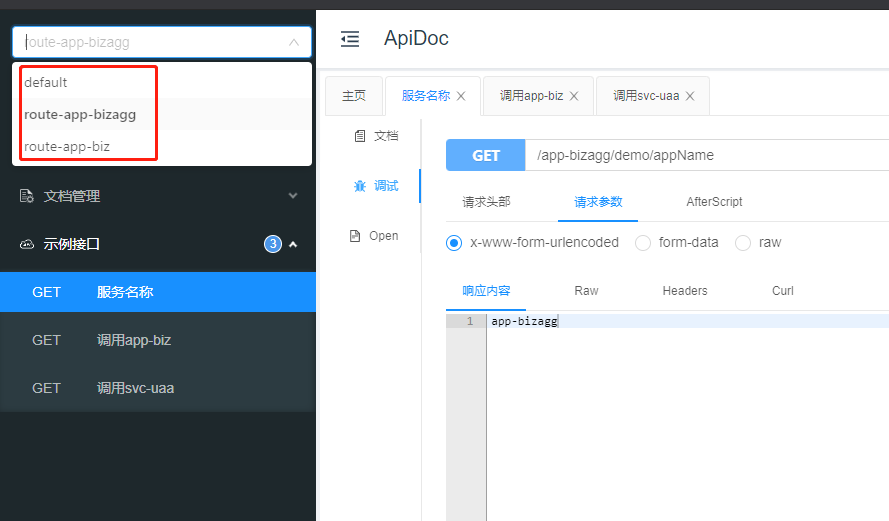 route-app-bizagg
default
route-app-bizagg
route-app-biz
文档管理
示例接口 3
GET 服务名称
GET 调用app-biz
GET 调用svc-uaa
ApiDoc
主页 服务名称 调用app-biz 调用svc-uaa
文档
调试
Open
GET /app-bizagg/demo/appName
请求头部 请求参数 AfterScript
x-www-form-urlencoded form-data raw
响应内容 Raw Headers Curl
1 app-bizagg